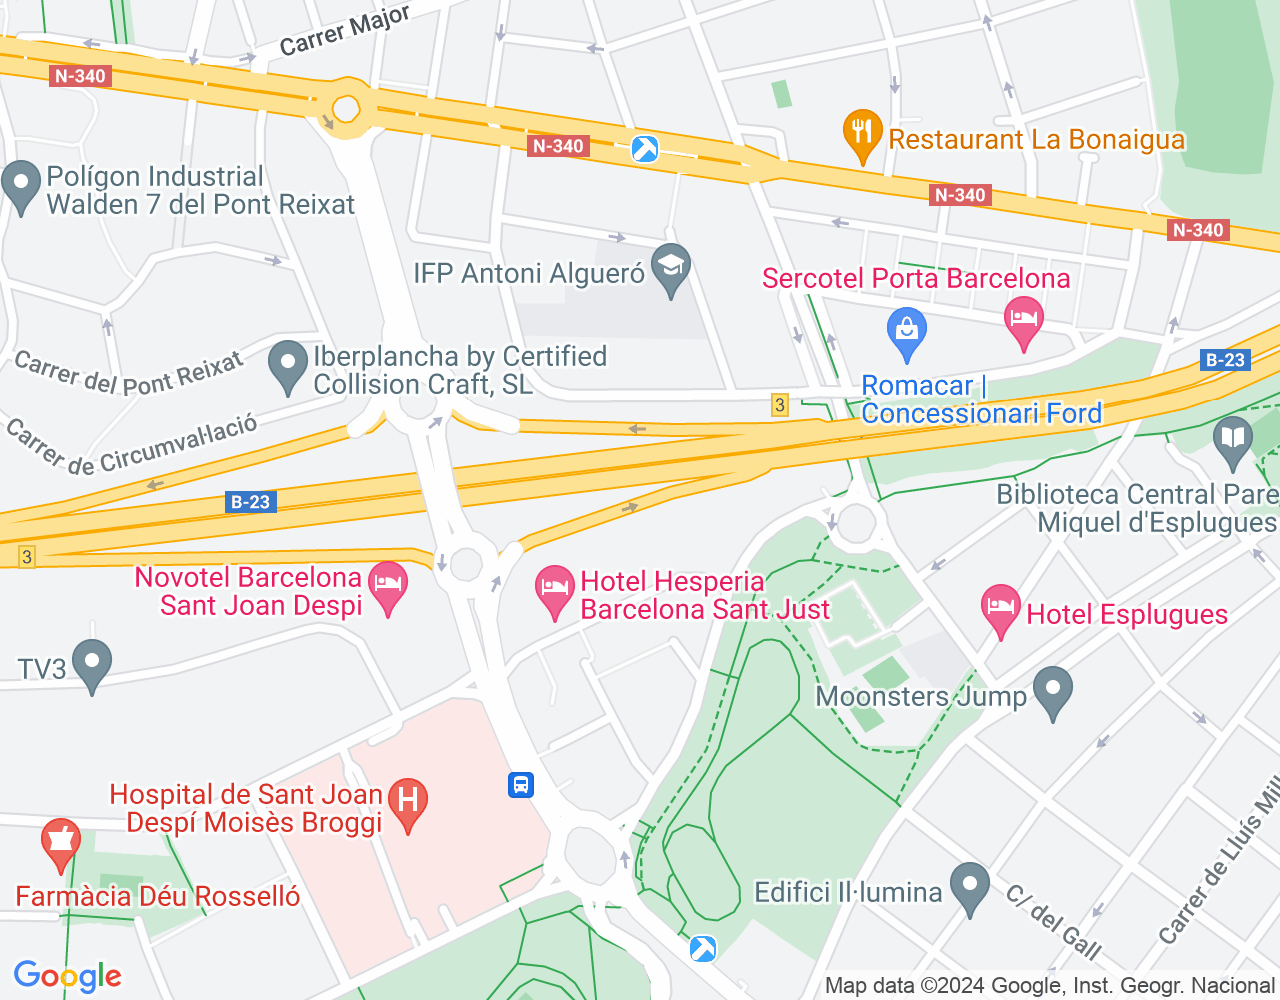 Carrer Major
N-340
N-340
Restaurant La Bonaigua
Polígon Industrial
Walden 7 del Pont Reixat
N-340
N-340
IFP Antoni Algueró
Sercotel Porta Barcelona
Carrer del Pont Reixat
Iberplancha by Certified
Collision Craft, SL
B-23
Romacar |
Concessionari Ford
3
Carrer de Circumval·lació
B-23
Biblioteca Central Pare
Miquel d'Esplugues
3
Novotel Barcelona
Sant Joan Despi
Hotel Hesperia
Barcelona Sant Just
Hotel Esplugues
TV3
Moonsters Jump
Hospital de Sant Joan
Despí Moisès Broggi
Carrer de Lluís Mill
Farmàcia Déu Rosselló
Edifici Il·lumina
C/ del Gall
Google
Map data ©2024 Google, Inst. Geogr. Nacional